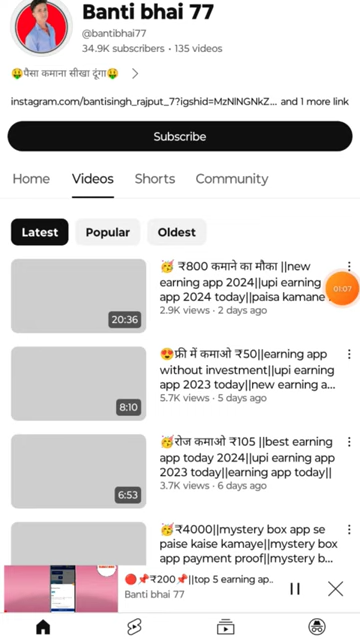 Banti bhai 77
@bantibhai77
34.9K subscribers • 135 videos
🤑पैसा कमाना सीखा दूंगा🤑
instagram.com/bantisingh_rajput_7?igshid=MzNlNGNkZ... and 1 more link
Subscribe
Home Videos Shorts Community
Latest Popular Oldest
🥳 ₹800 कमाने का मौका ||new
earning app 2024||upi earning
app 2024 today||paisa kamane
2.9K views • 2 days ago
20:36
01:07
😍फ्री में कमाओ ₹50||earning app
without investment||upi earning
app 2023 today||new earning a...
5.7K views • 5 days ago
8:10
🥳रोज कमाओ ₹105 ||best earning
app today 2024||upi earning app
2023 today||earning app today||
3.7K views • 6 days ago
6:53
🥳₹4000||mystery box app se
paise kaise kamaye||mystery box
app payment proof||mystery b...
🔴📌₹200📌||top 5 earning ap..
Banti bhai 77